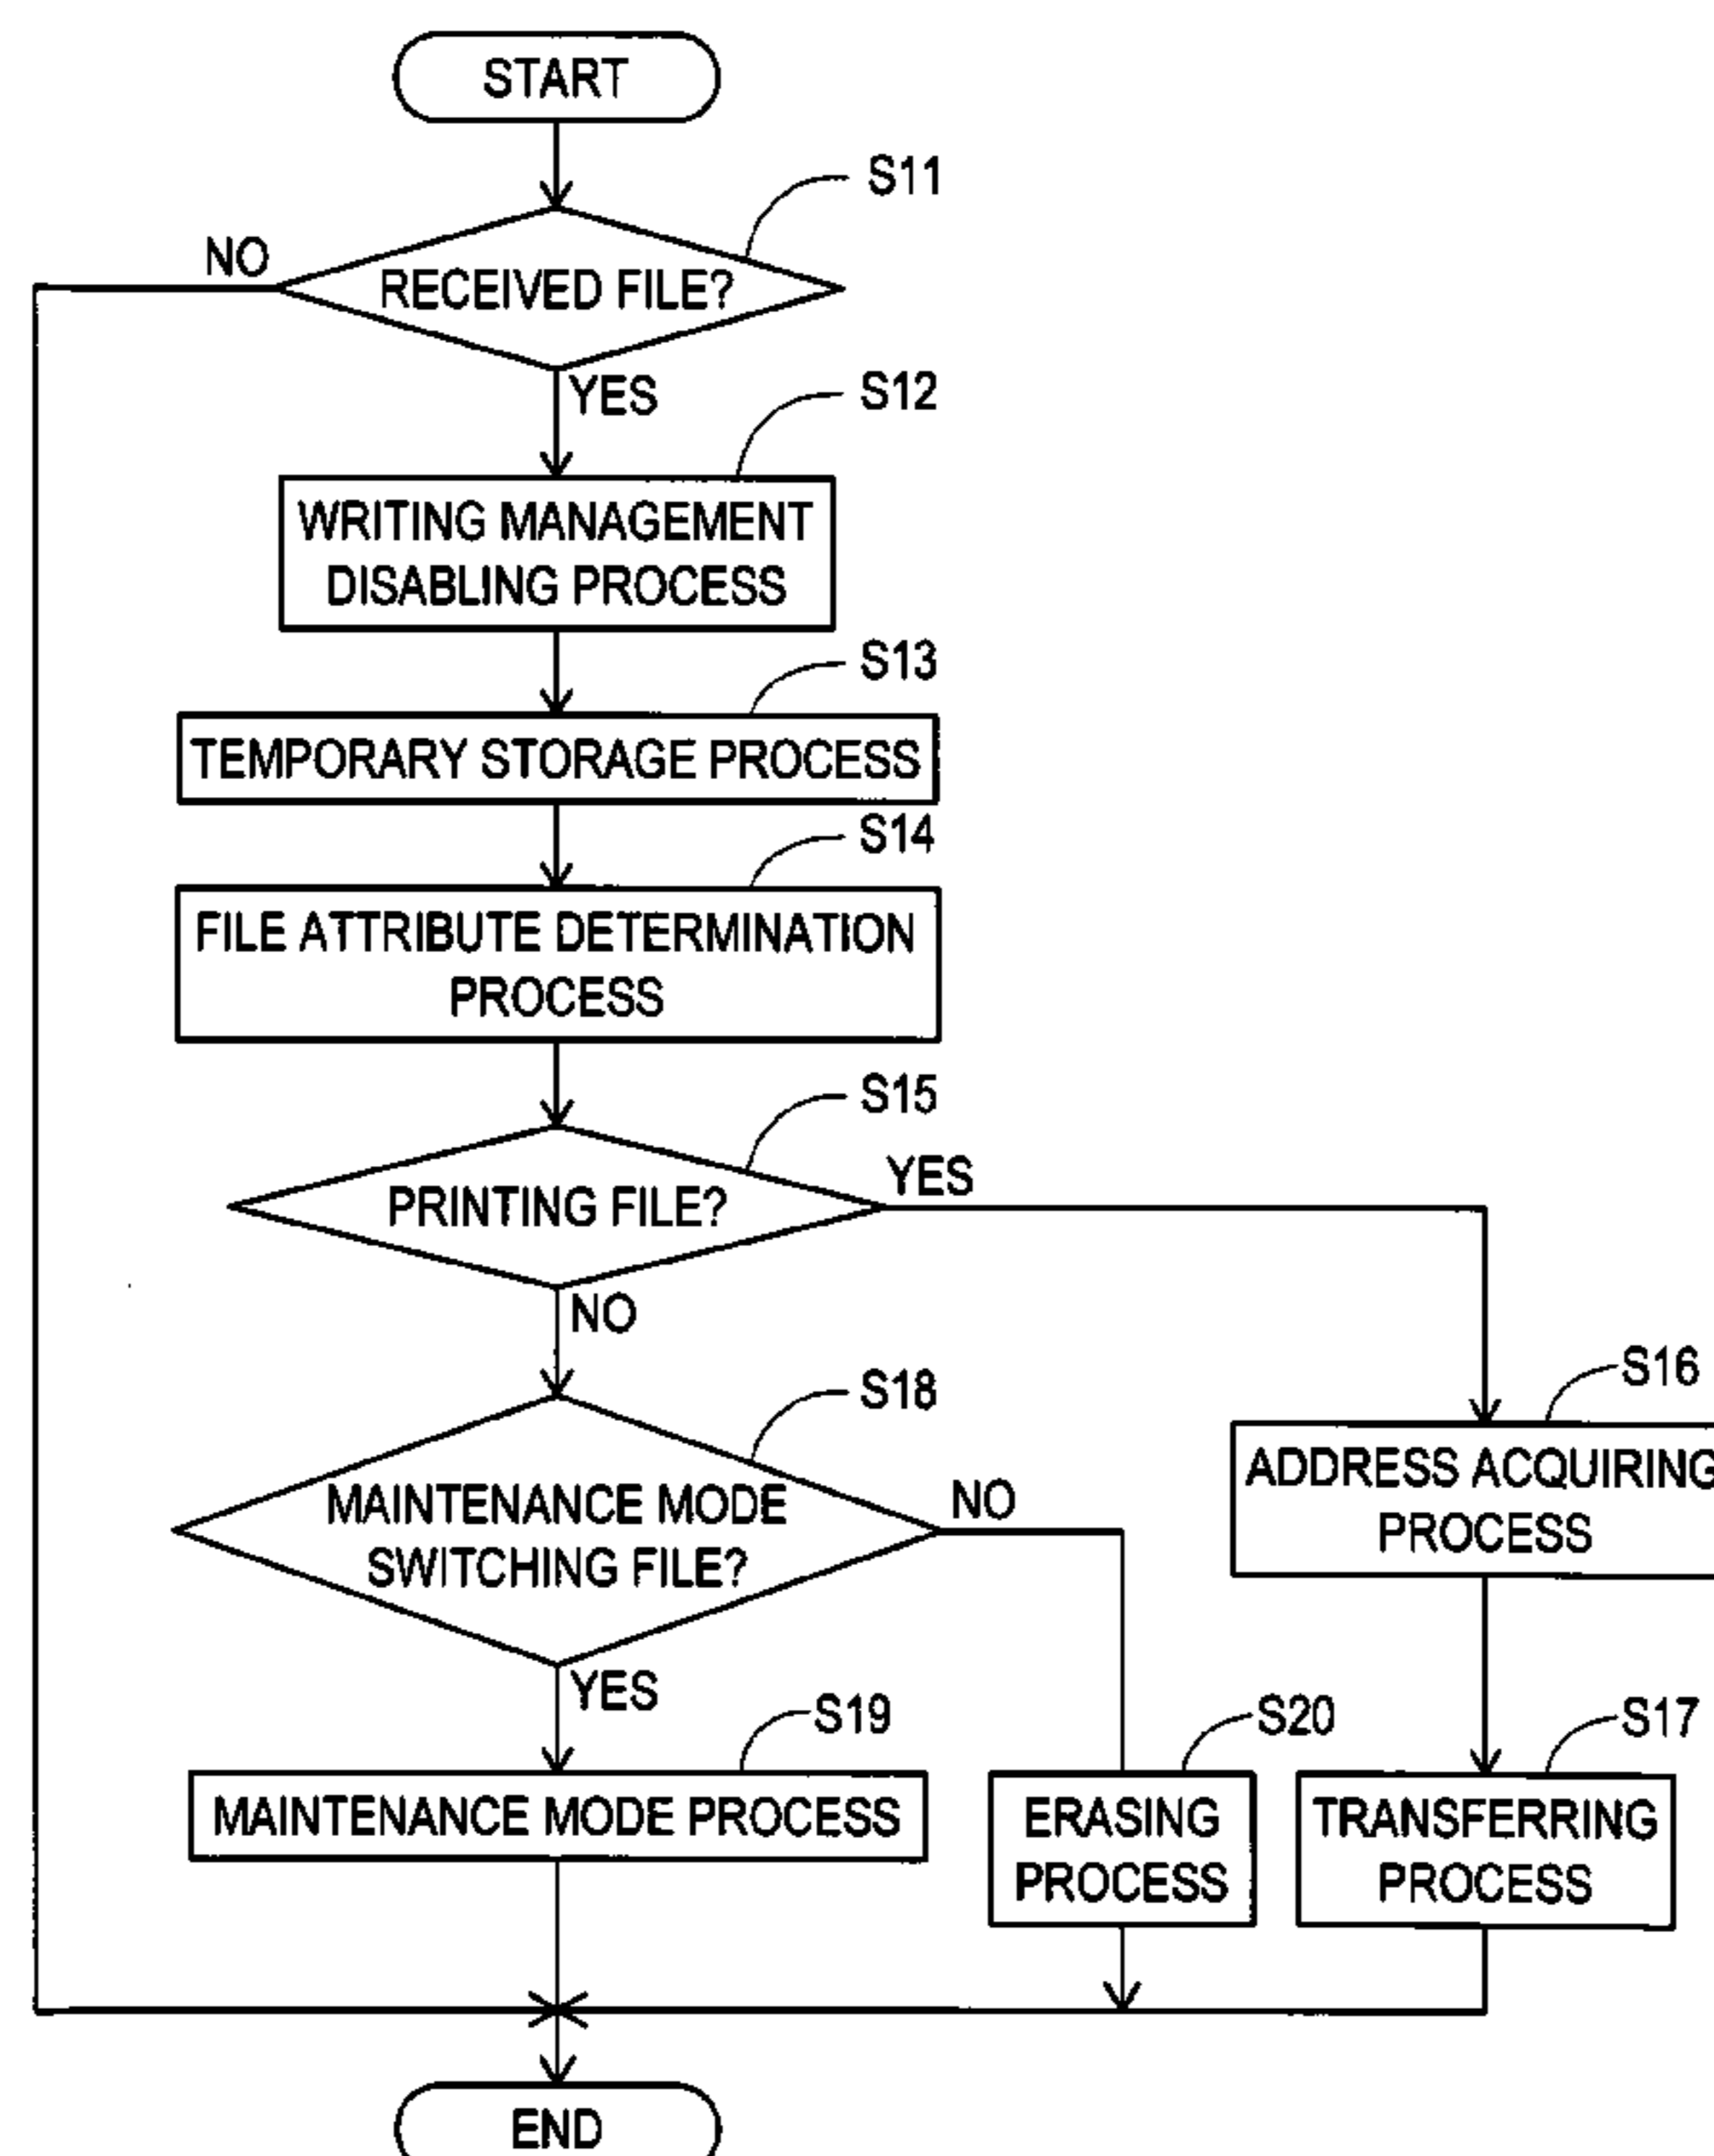 START
S11
NO
RECEIVED FILE?
YES
S12
WRITING MANAGEMENT
DISABLING PROCESS
S13
TEMPORARY STORAGE PROCESS
S14
FILE ATTRIBUTE DETERMINATION
PROCESS
S15
YES
PRINTING FILE?
NO
S18
MAINTENANCE MODE
SWITCHING FILE?
NO
S16
ADDRESS ACQUIRING
PROCESS
YES
S19
MAINTENANCE MODE PROCESS
S20
ERASING
PROCESS
S17
TRANSFERRING
PROCESS
END